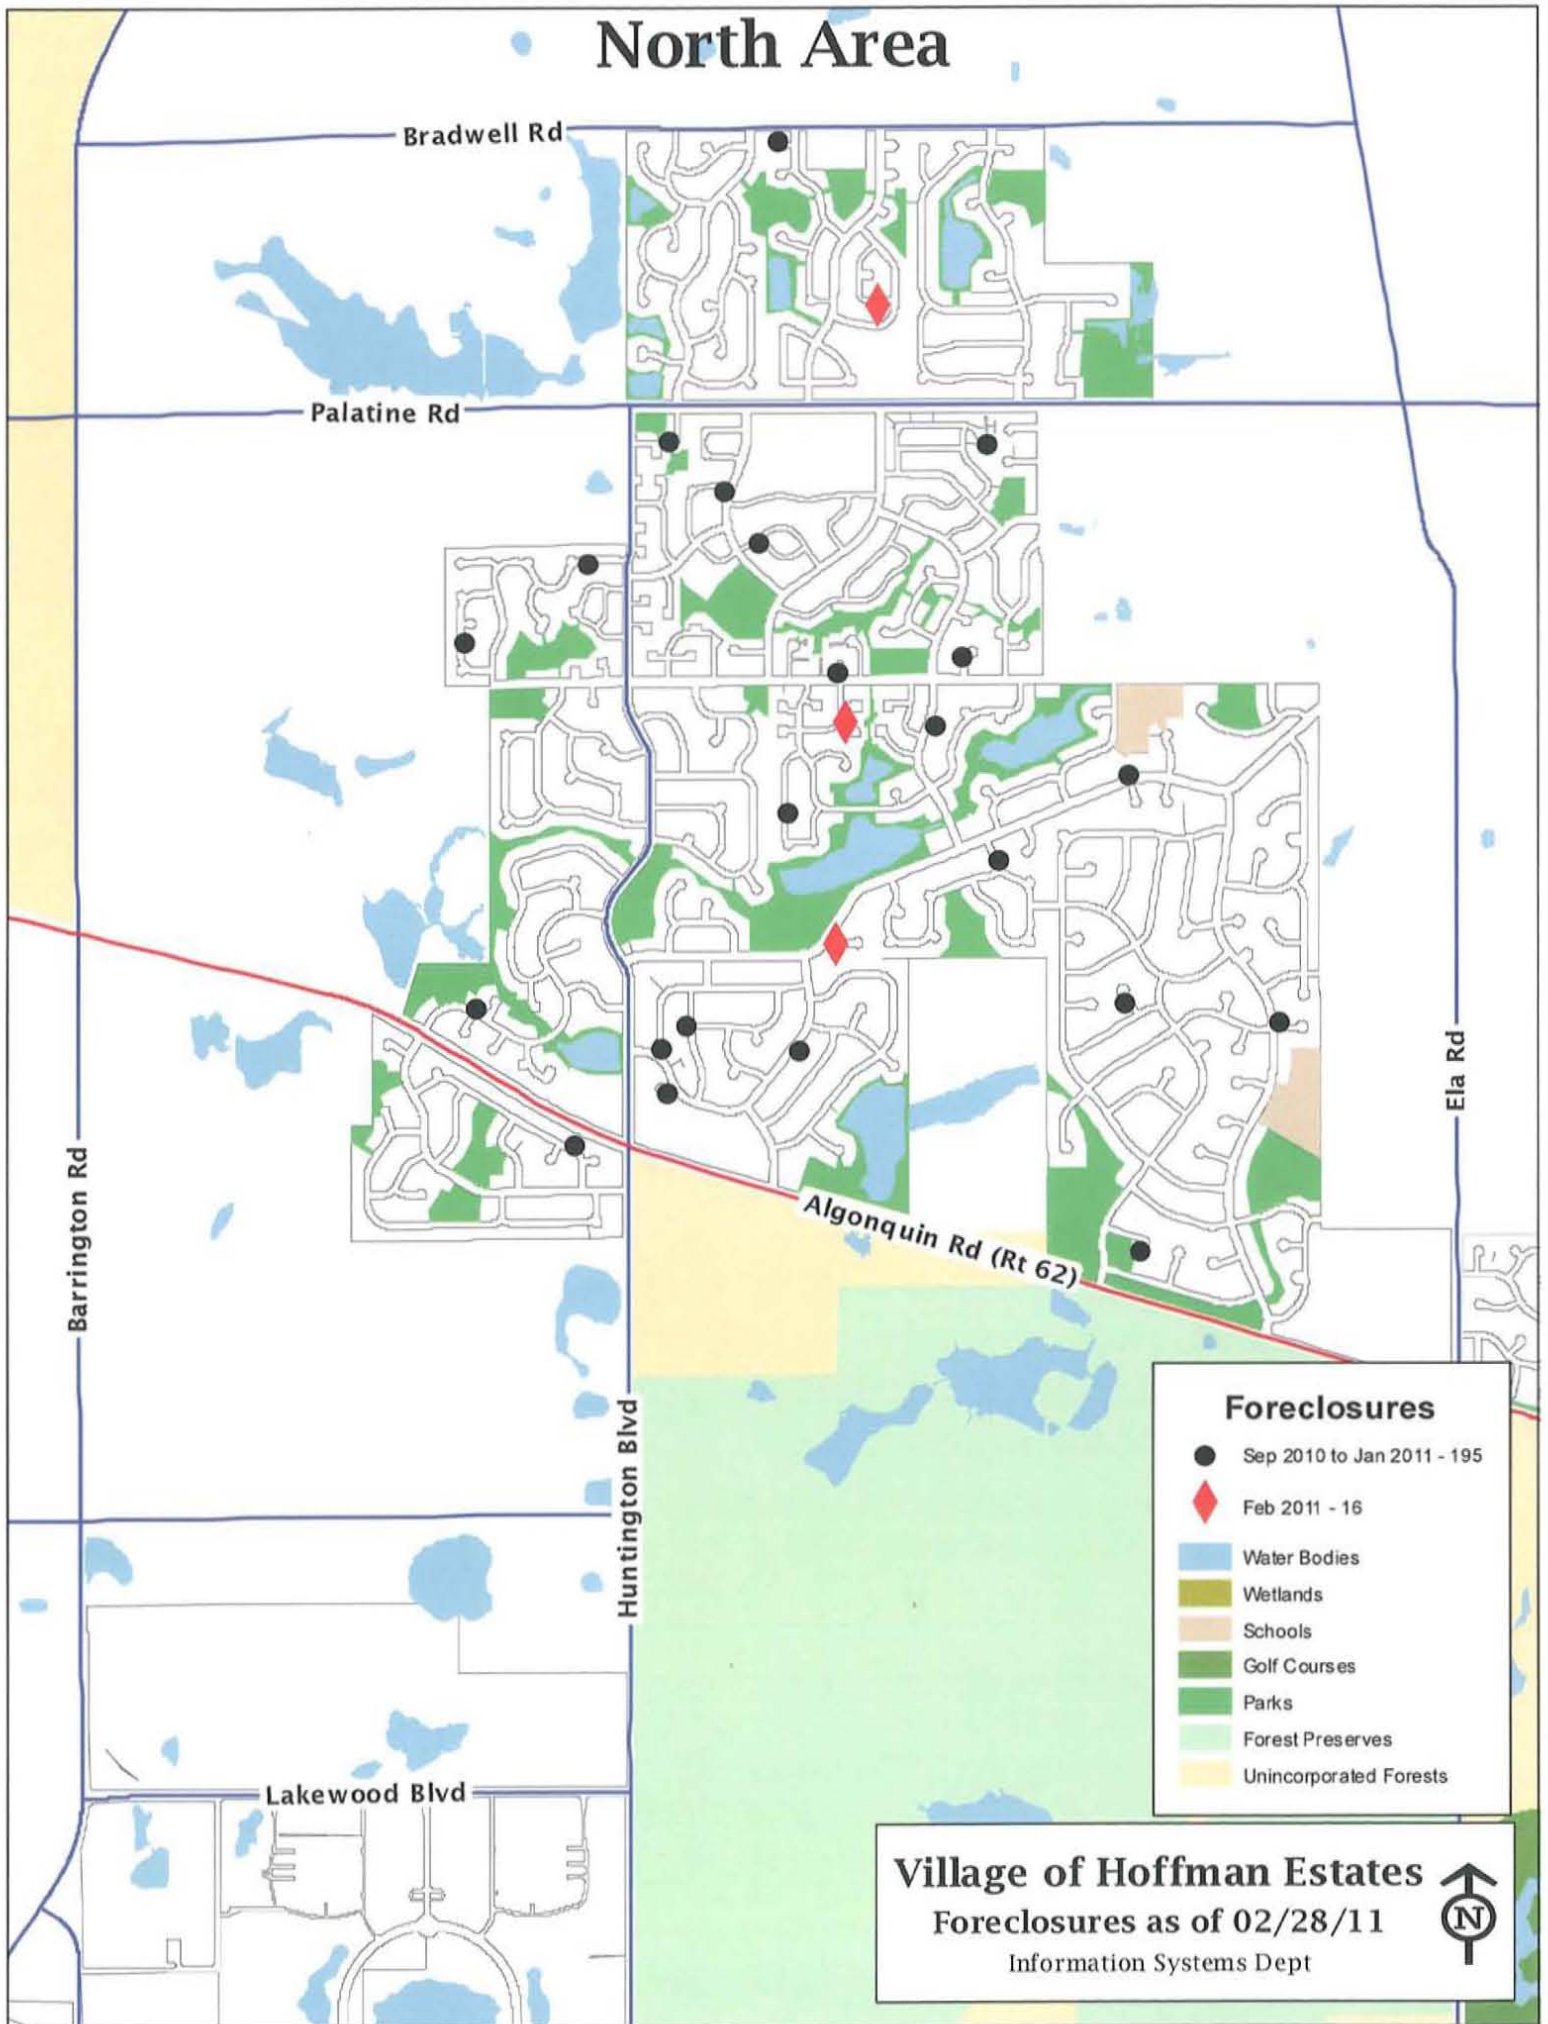 North Area
Bradwell Rd
Palatine Rd
Ela Rd
Barrington Rd
Algonquin Rd (Rt 62)
Huntington Blvd
Lakewood Blvd
Foreclosures
Sep 2010 to Jan 2011 - 195
Feb 2011 - 16
Water Bodies
Wetlands
Schools
Golf Courses
Parks
Forest Preserves
Unincorporated Forests
Village of Hoffman Estates
Foreclosures as of 02/28/11
Information Systems Dept
N